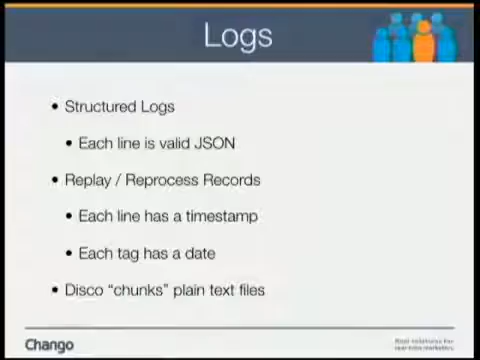 Logs
• Structured Logs
• Each line is valid JSON
• Replay / Reprocess Records
• Each line has a timestamp
• Each tag has a date
• Disco “chunks” plain text files
Chango